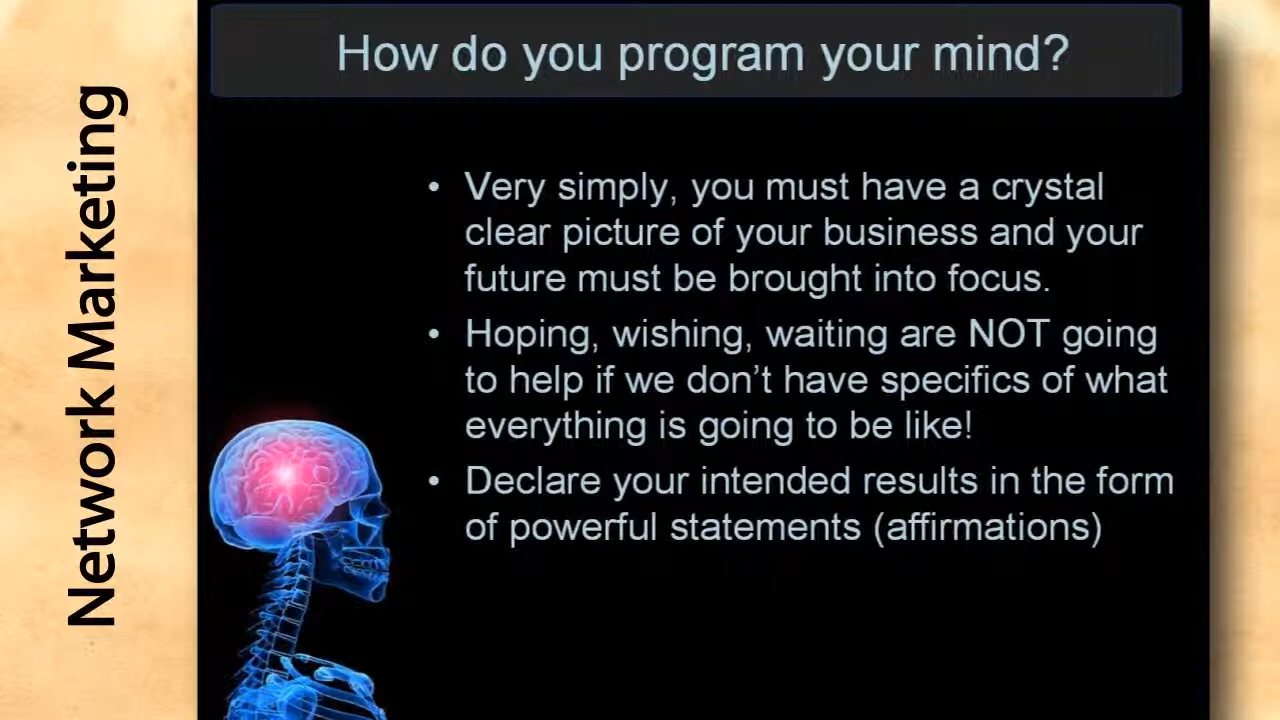 Network Marketing
How do you program your mind?
• Very simply, you must have a crystal
clear picture of your business and your
future must be brought into focus.
• Hoping, wishing, waiting are NOT going
to help if we don’t have specifics of what
everything is going to be like!
• Declare your intended results in the form
of powerful statements (affirmations)